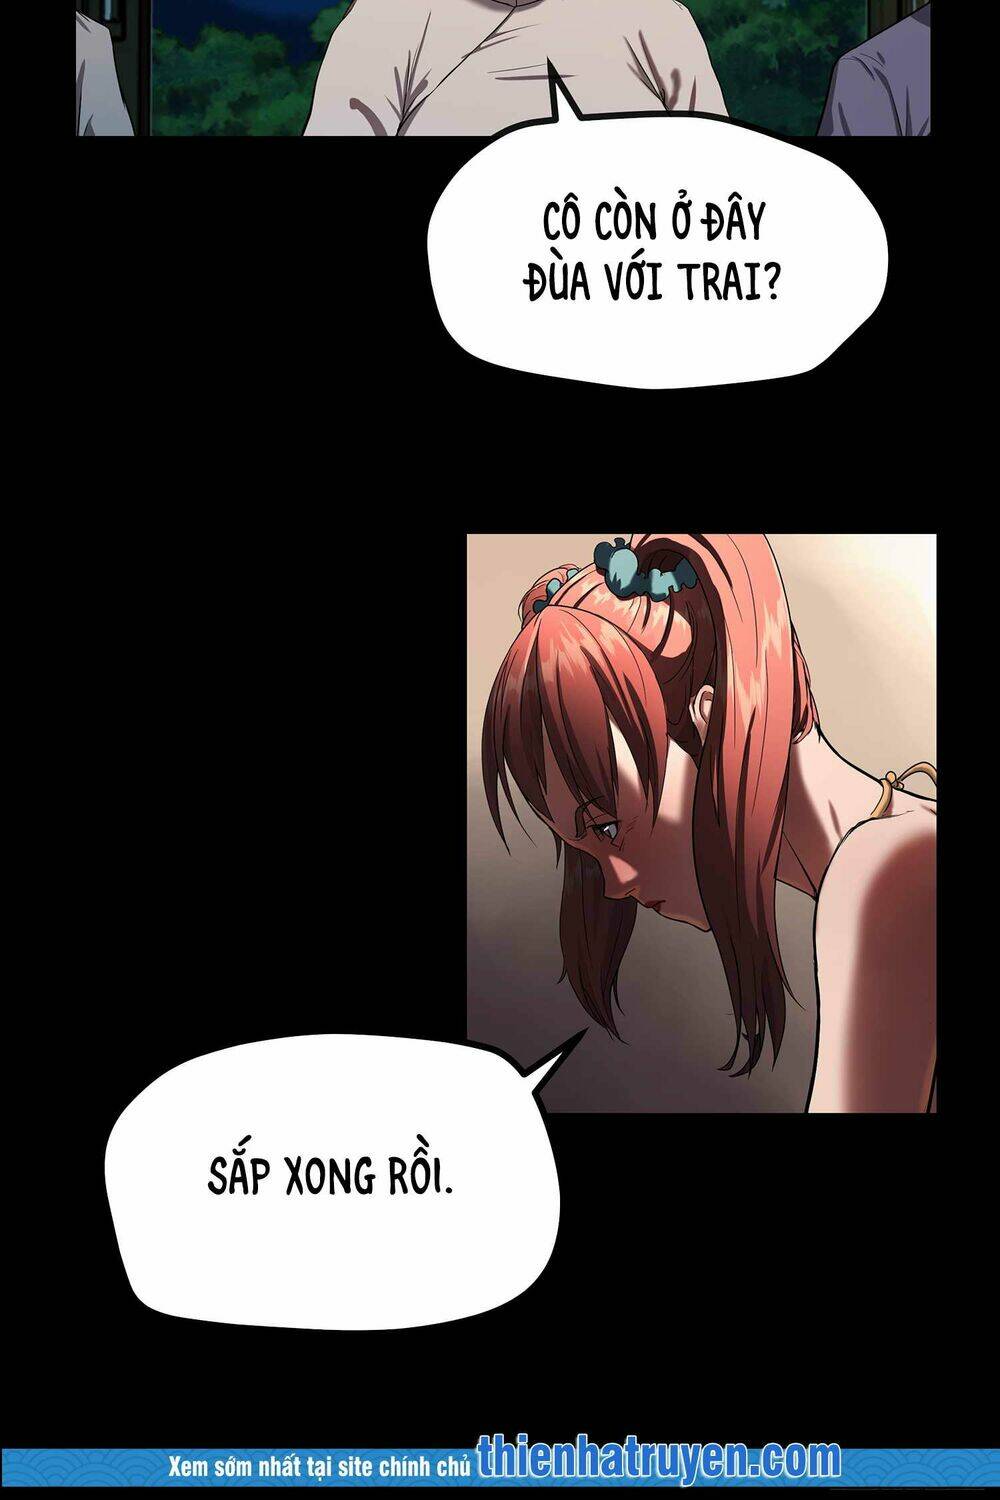 CÔ CÒN Ở ĐÂY
ĐÙA VỚI TRAI?
SẮP XONG RỒI.
Xem sớm nhất tại site chính chủ thienhatruyen.com